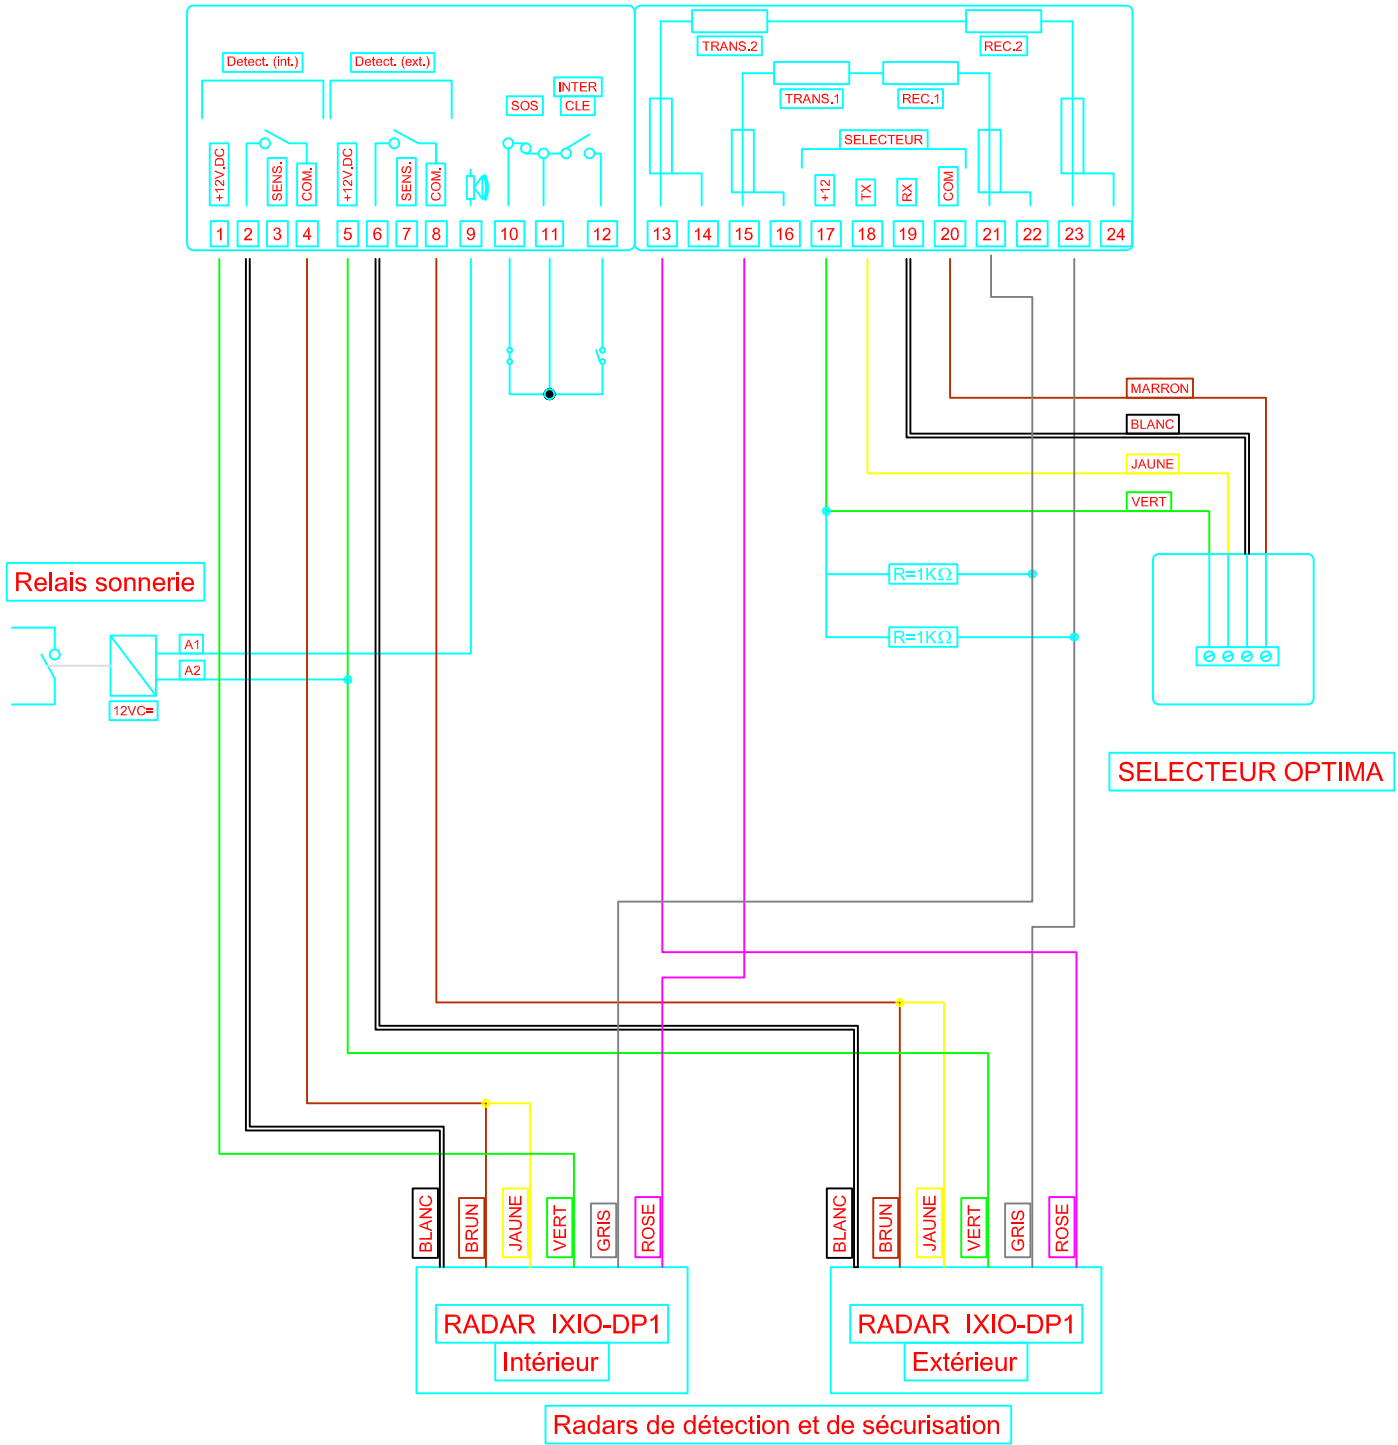 TRANS.2
REC.2
Detect. (int.)
Detect. (ext.)
INTER
SOS
CLE
TRANS.1
REC.1
SELECTEUR
+12V.DC
SENS.
COM.
+12V.DC
SENS.
COM.
+12
TX
RX
COM
1 2 3 4 5 6 7 8 9 10 11 12 13 14 15 16 17 18 19 20 21 22 23 24
MARRON
BLANC
JAUNE
VERT
R=1KΩ
Relais sonnerie
R=1KΩ
A1
A2
12VC=
SELECTEUR OPTIMA
BLANC
BRUN
JAUNE
VERT
GRIS
ROSE
BLANC
BRUN
JAUNE
VERT
GRIS
ROSE
RADAR IXIO-DP1
Intérieur
RADAR IXIO-DP1
Extérieur
Radars de détection et de sécurisation